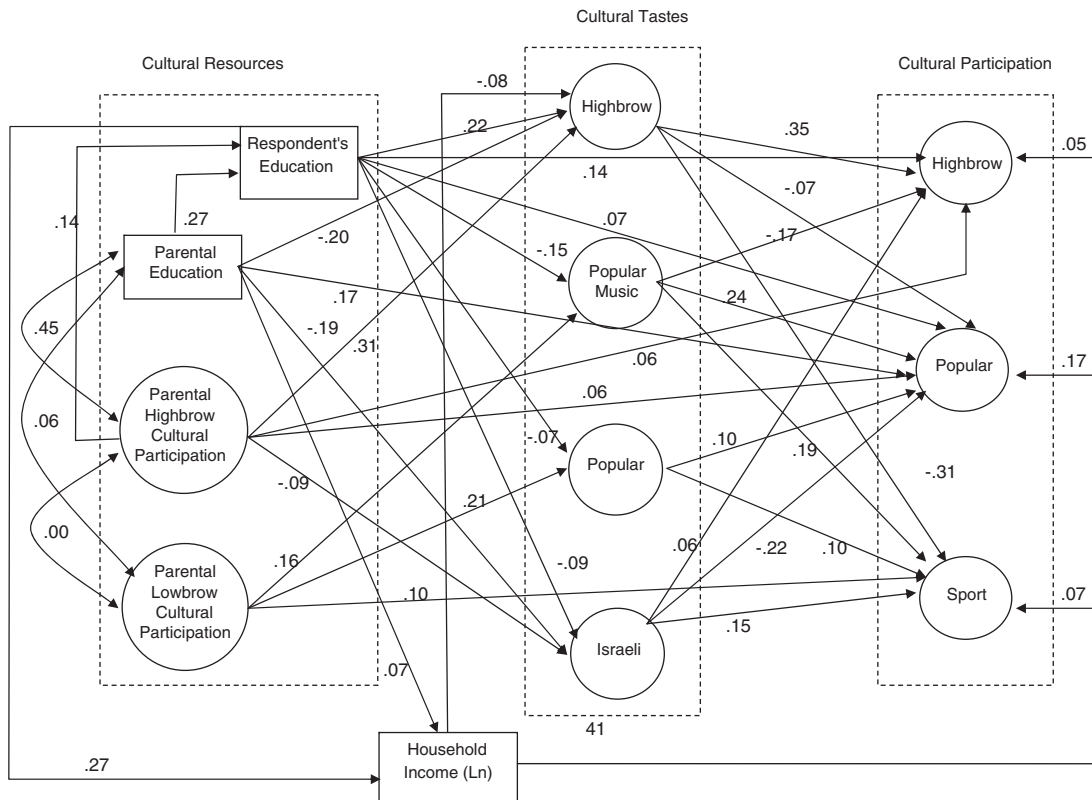 Cultural Tastes
Cultural Resources
Cultural Participation
-.08
Highbrow
.22
.35
.05
Respondent's
Education
Highbrow
.14
-.07
.14
.27
.07
-.20
-.17
Parental
Education
-.15
Popular
Music
.17
.24
.45
-.19
.31
.06
Popular
.17
Parental
Highbrow
Cultural
Participation
.06
.06
-.07
Popular
.10
.19
-.31
-.09
.21
.00
.16
-.09
.06
-.22
.10
Parental
Lowbrow
Cultural
Participation
.10
Sport
.07
.15
Israeli
.07
41
Household
Income (Ln)
.27